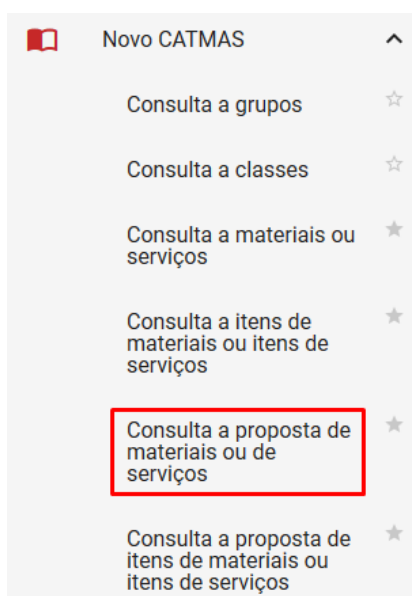 Novo CATMAS
Consulta a grupos
Consulta a classes
Consulta a materiais ou
serviços
Consulta a itens de
materiais ou itens de
serviços
Consulta a proposta de
materiais ou de
serviços
Consulta a proposta de
itens de materiais ou
itens de serviços